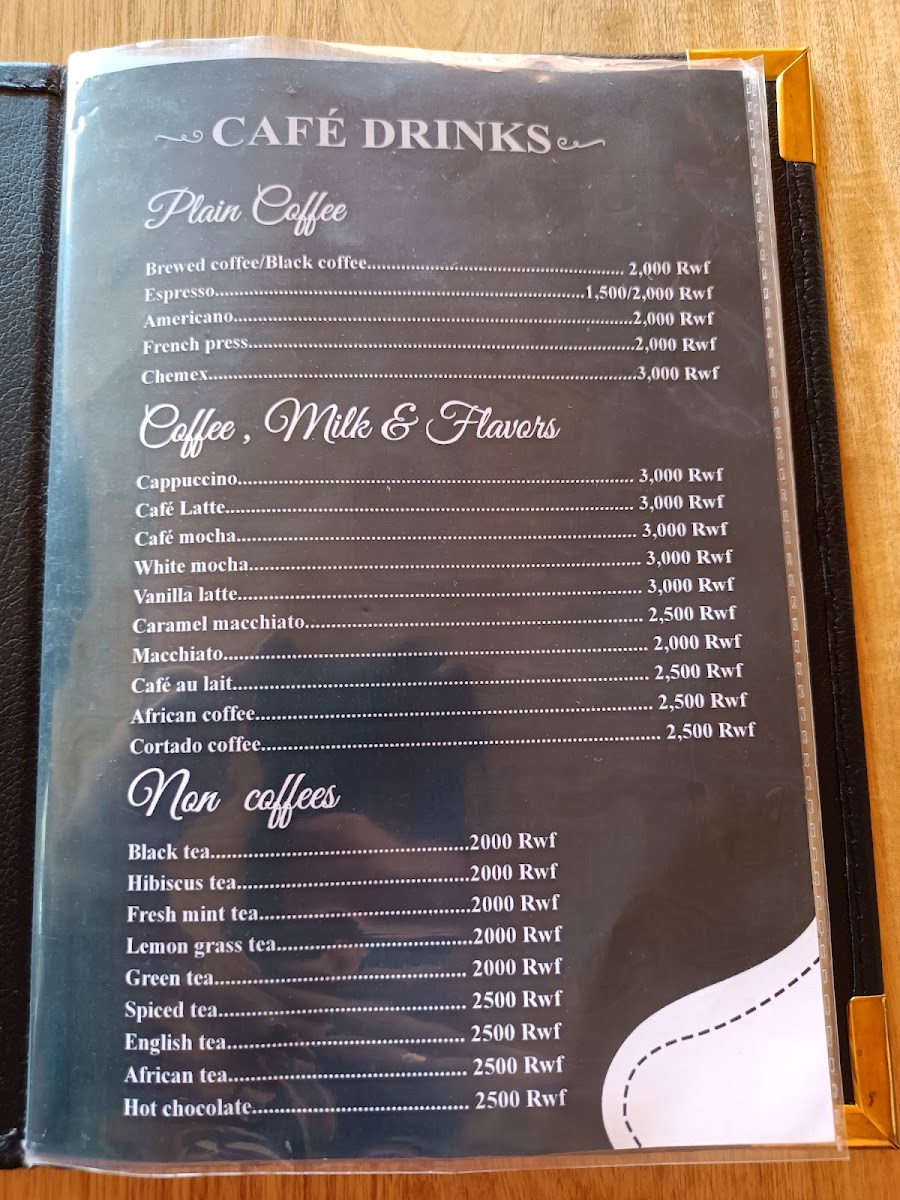 CAFÉ DRINKS
Plain Coffee
Brewed coffee/Black coffee........................................................ 2,000 Rwf
Espresso................................................................................1,500/2,000 Rwf
Americano......................................................................................2,000 Rwf
French press...................................................................................2,000 Rwf
Chemex............................................................................................3,000 Rwf
Coffee , Milk & Flavors
Cappuccino...................................................................................... 3,000 Rwf
Café Latte........................................................................................ 3,000 Rwf
Café mocha...................................................................................... 3,000 Rwf
White mocha.................................................................................... 3,000 Rwf
Vanilla latte....................................................................................... 3,000 Rwf
Caramel macchiato......................................................................... 2,500 Rwf
Macchiato........................................................................................... 2,000 Rwf
Café au lait......................................................................................... 2,500 Rwf
African coffee..................................................................................... 2,500 Rwf
Cortado coffee.................................................................................... 2,500 Rwf
Non coffees
Black tea................................................2000 Rwf
Hibiscus tea...........................................2000 Rwf
Fresh mint tea.......................................2000 Rwf
Lemon grass tea....................................2000 Rwf
Green tea............................................... 2000 Rwf
Spiced tea.............................................. 2500 Rwf
English tea............................................. 2500 Rwf
African tea............................................. 2500 Rwf
Hot chocolate........................................ 2500 Rwf